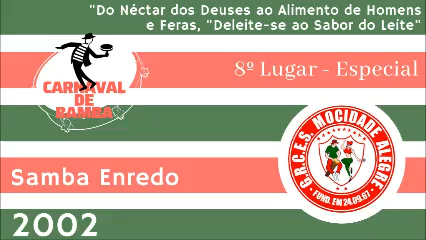 "Do Néctar dos Deuses ao Alimento de Homens
e Feras, "Deleite-se ao Sabor do Leite"
8º Lugar - Especial
CARNAVAL
DE
BAMBA
G.R.C.E.S. MOCIDADE ALEGRE
FUND. EM 24.09.67
Samba Enredo
2002